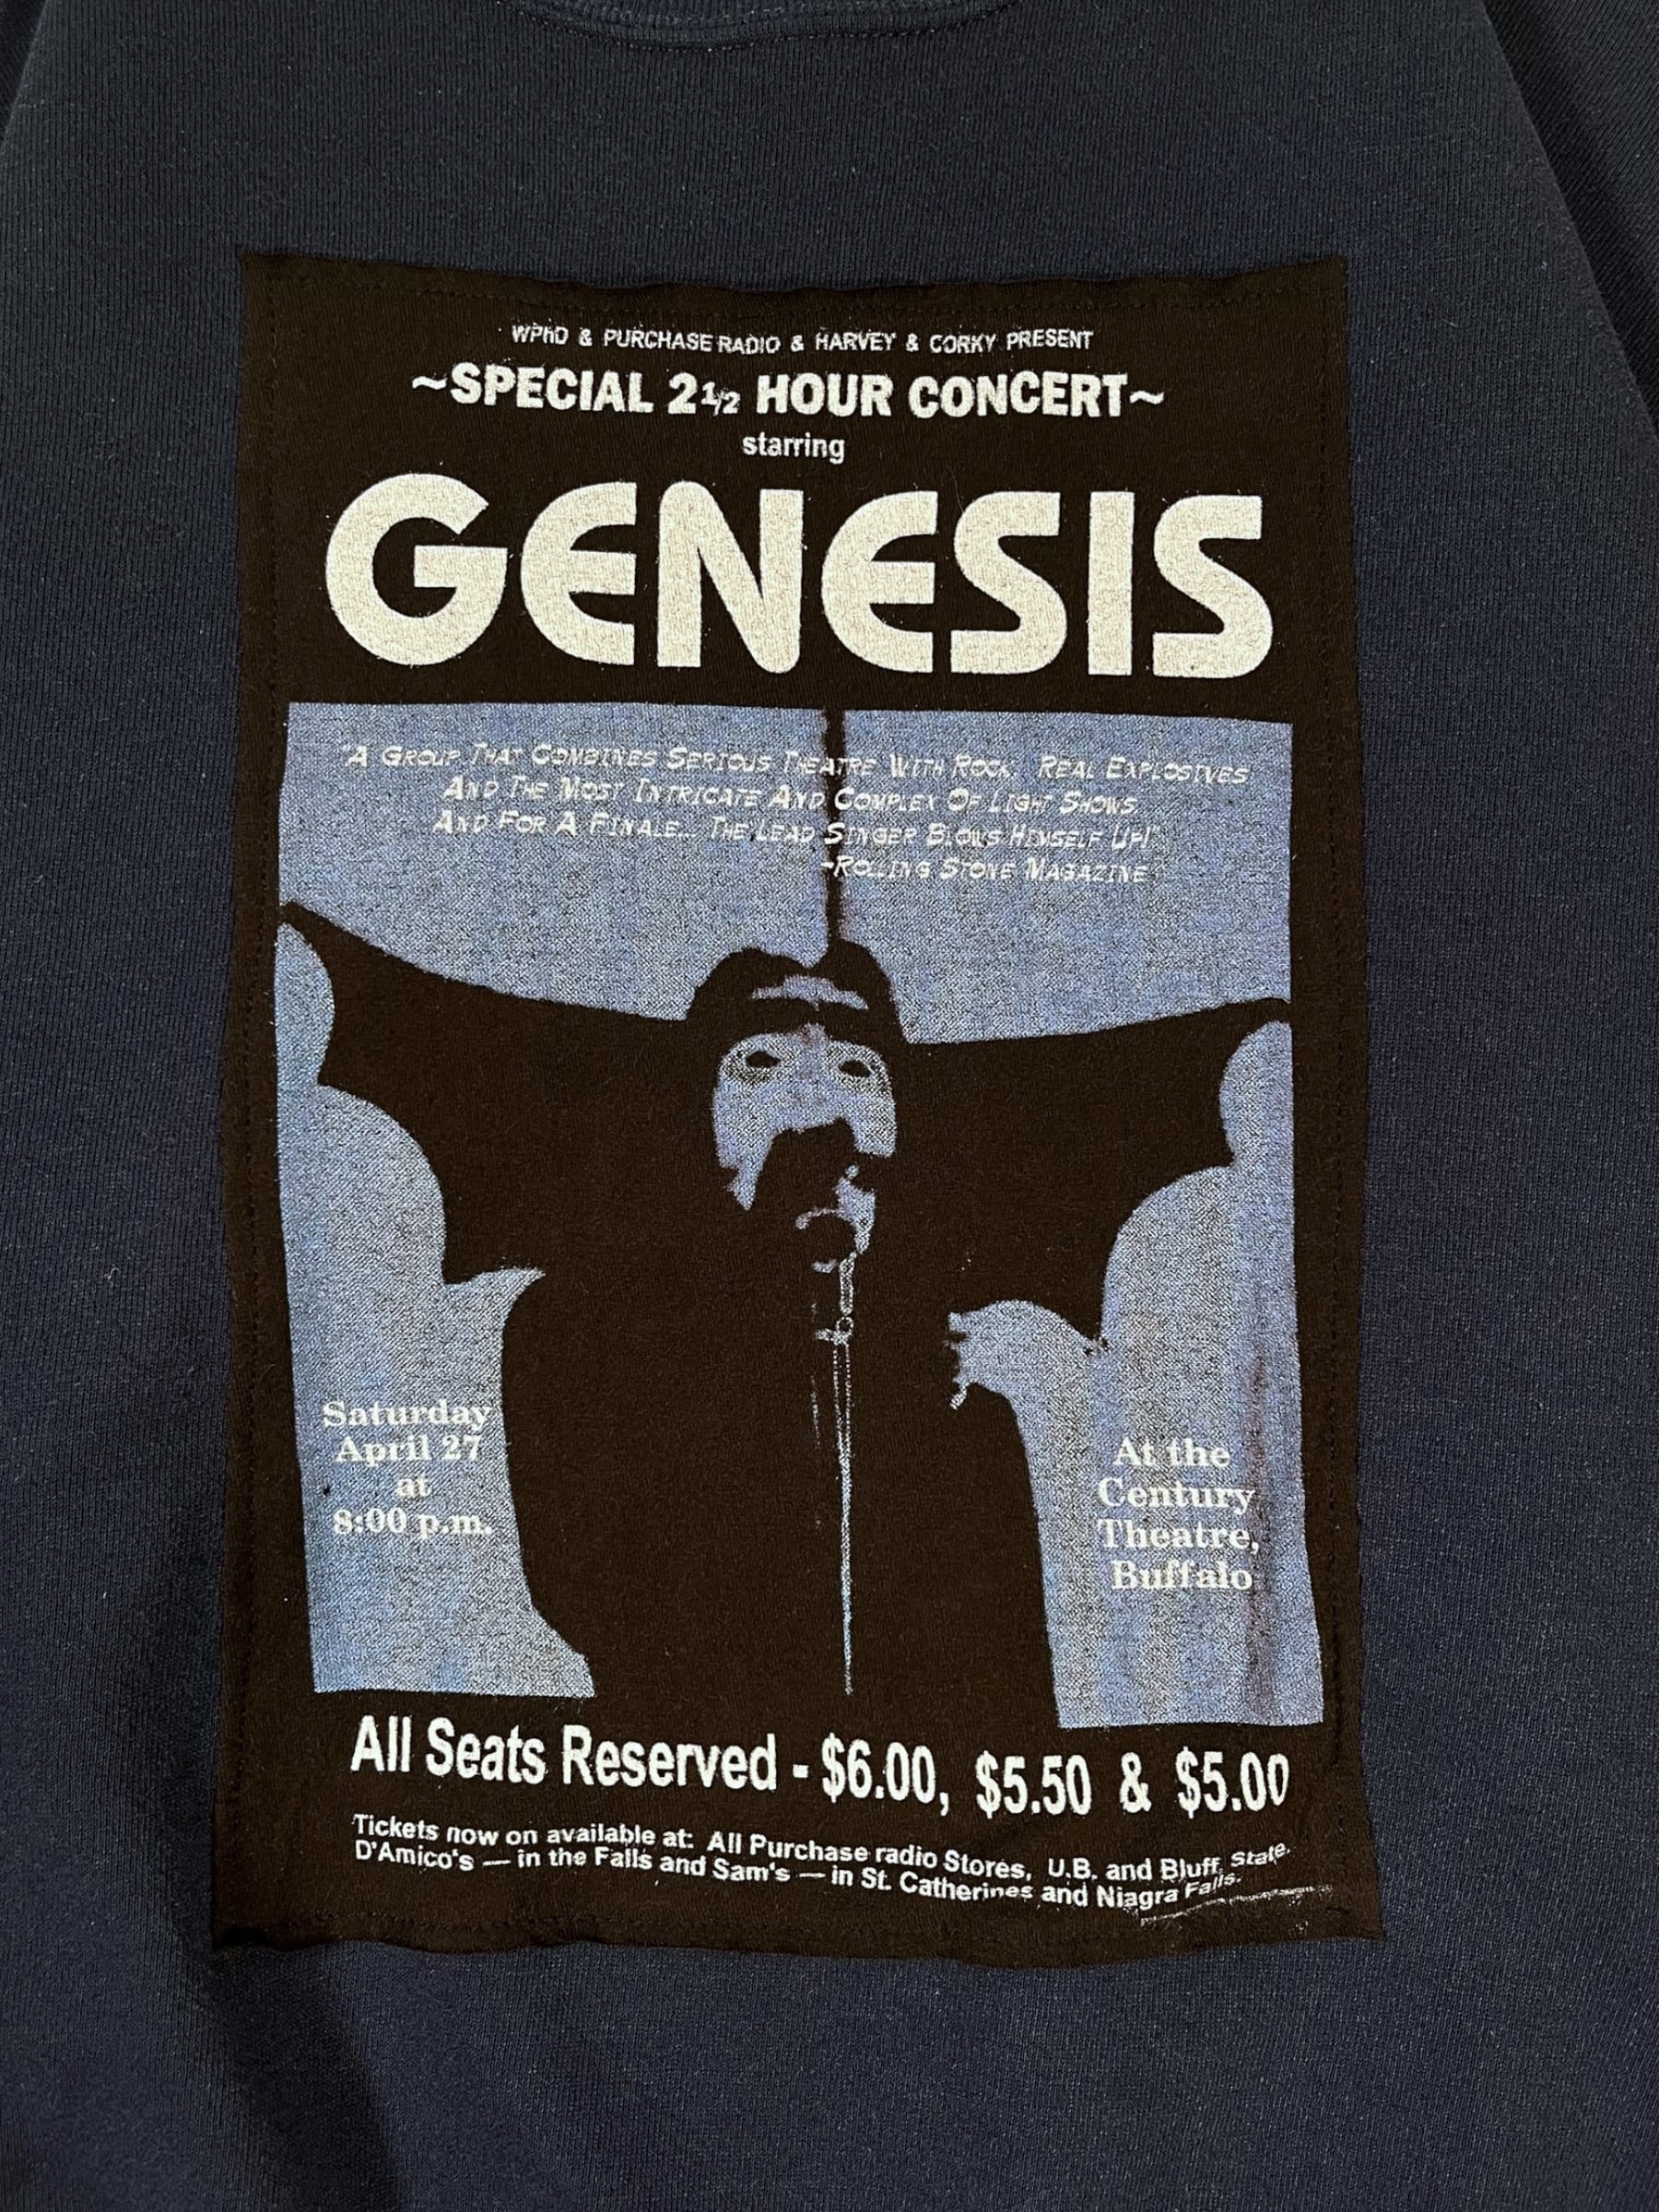 WPhD & PURCHASE RADIO & HARVEY & CORKY PRESENT
~SPECIAL 2 1/2 HOUR CONCERT~
starring
GENESIS
"A GROUP THAT COMBINES SERIOUS THEATRE WITH ROCK. REAL EXPLOSIVES
AND THE MOST INTRICATE AND COMPLEX OF LIGHT SHOWS
AND FOR A FINALE... THE LEAD SINGER BLOWS HIMSELF UP!"
-ROLLING STONE MAGAZINE
Saturday
April 27
at
8:00 p.m.
At the
Century
Theatre,
Buffalo
All Seats Reserved - $6.00, $5.50 & $5.00
Tickets now on available at: All Purchase radio Stores, U.B. and Bluff State.
D'Amico's — in the Falls and Sam's — in St. Catherines and Niagra Falls.